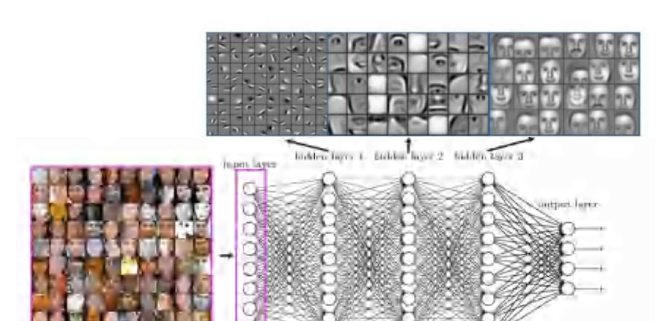 hidden layer 1 hidden layer 2 hidden layer 3
input layer
output layer